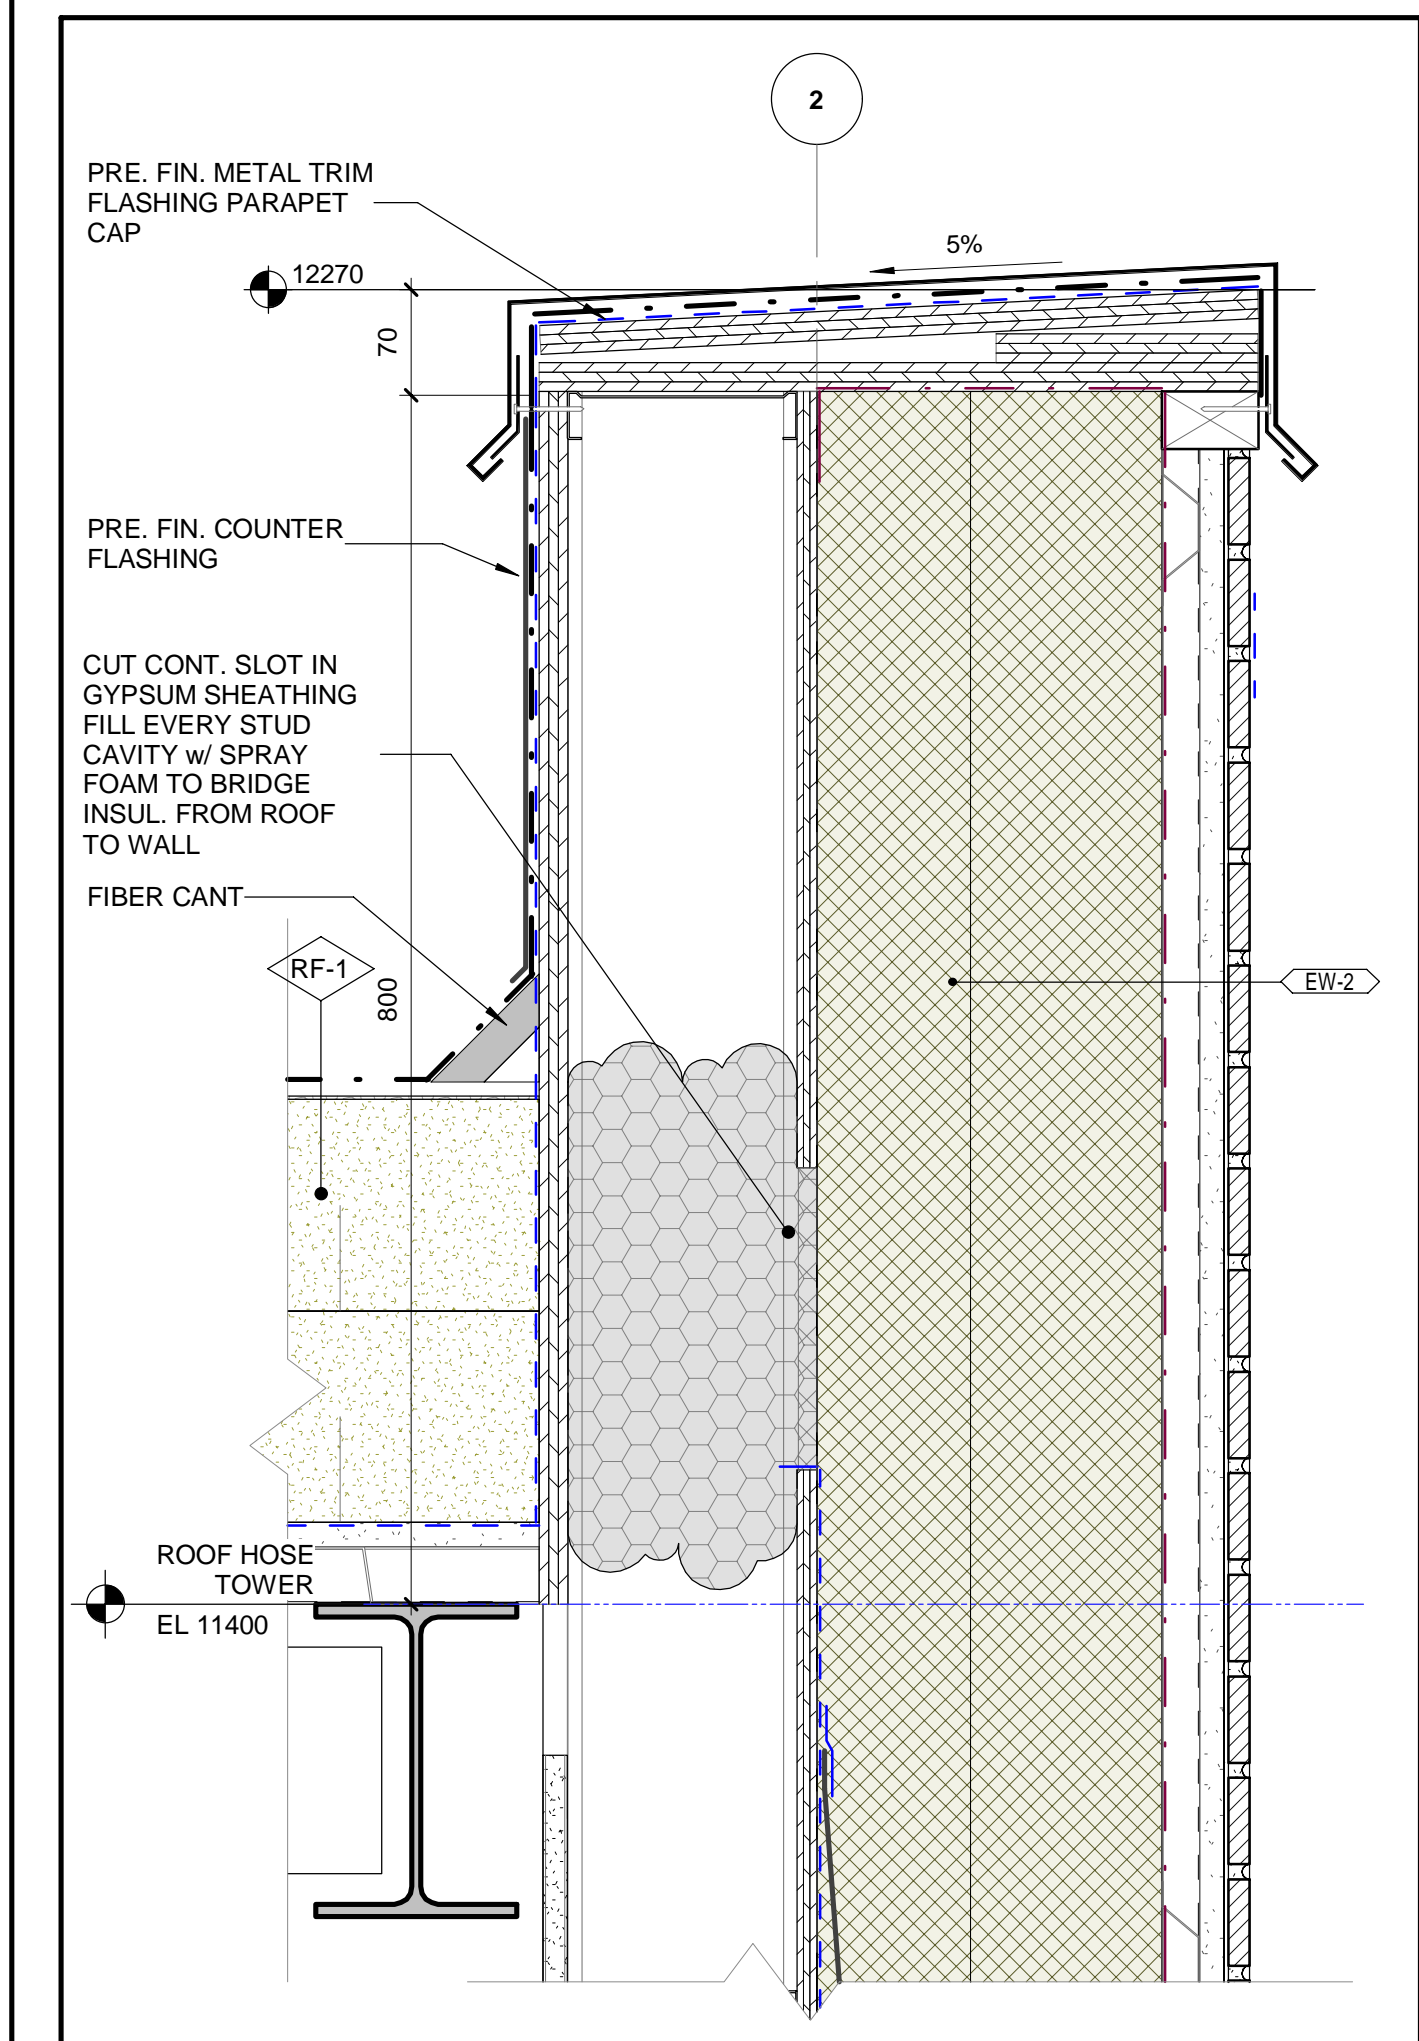 2
PRE. FIN. METAL TRIM
FLASHING PARAPET
CAP
5%
12270
70
PRE. FIN. COUNTER
FLASHING
CUT CONT. SLOT IN
GYPSUM SHEATHING
FILL EVERY STUD
CAVITY w/ SPRAY
FOAM TO BRIDGE
INSUL. FROM ROOF
TO WALL
FIBER CANT
RF-1
800
EW-2
ROOF HOSE
TOWER
EL 11400